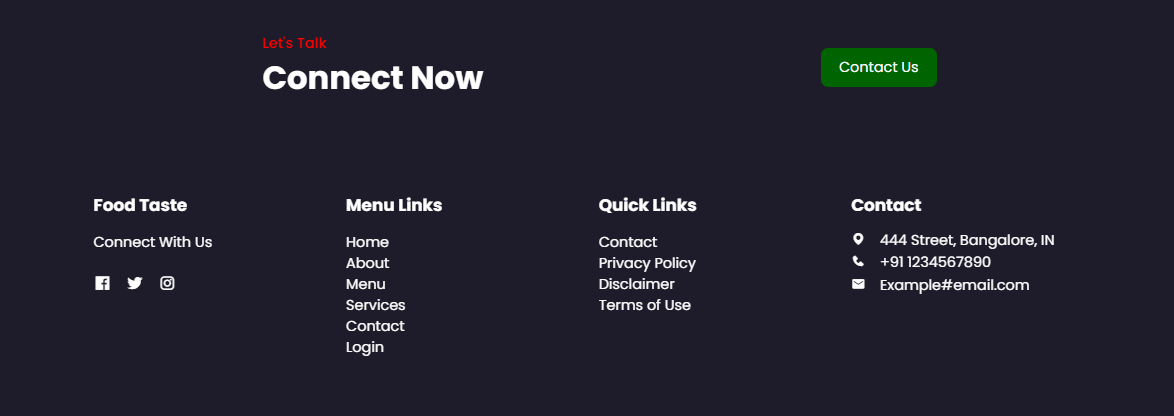 Let's Talk
Connect Now
Contact Us
Food Taste
Connect With Us
Menu Links
Home
About
Menu
Services
Contact
Login
Quick Links
Contact
Privacy Policy
Disclaimer
Terms of Use
Contact
444 Street, Bangalore, IN
+91 1234567890
Example#email.com